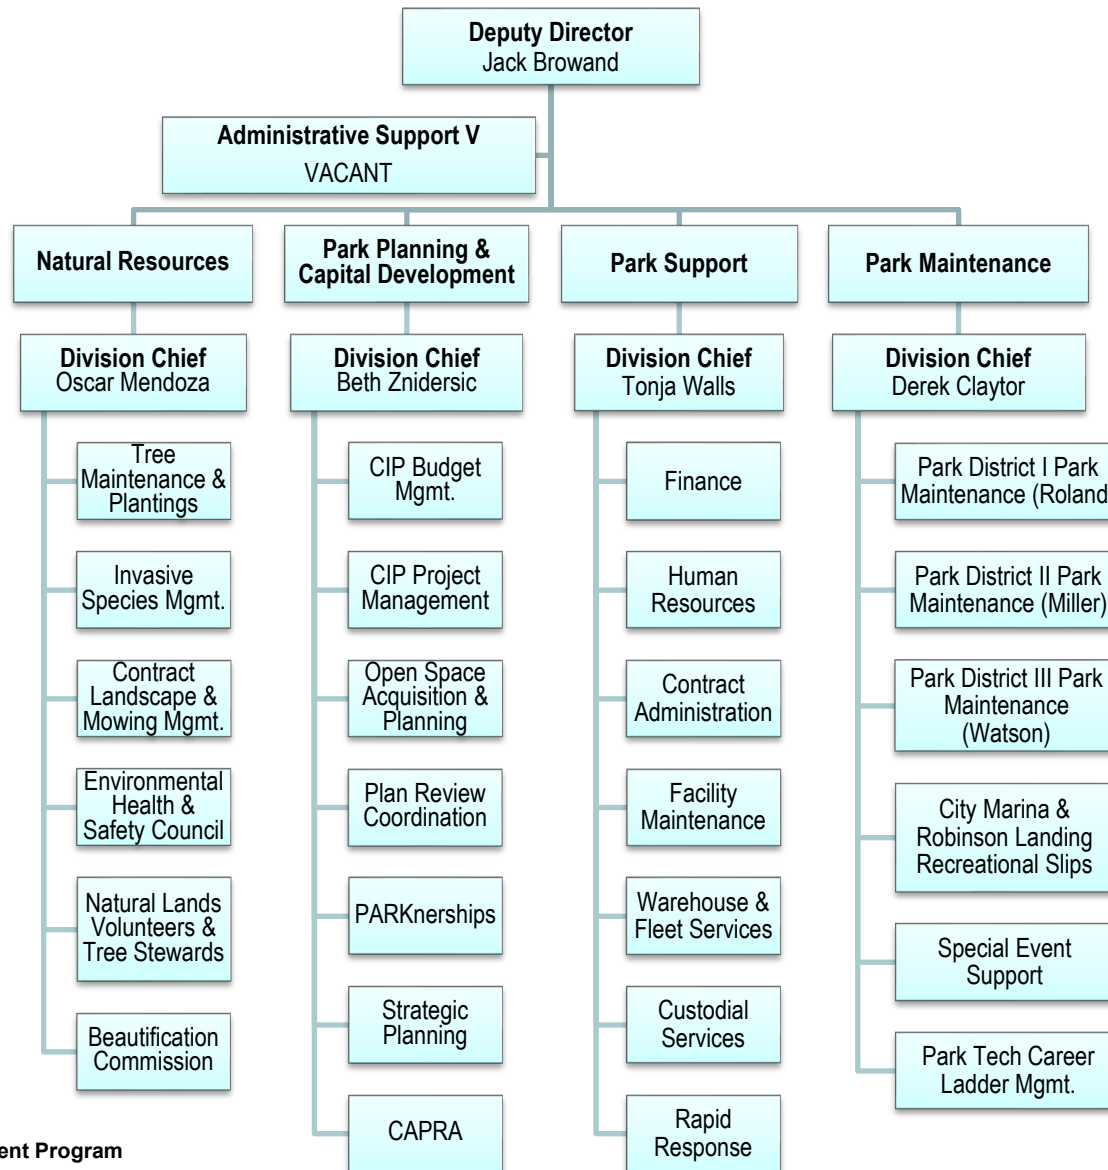 Deputy Director
Jack Browand
Administrative Support V
VACANT
Natural Resources
Park Planning &
Capital Development
Park Support
Park Maintenance
Division Chief
Oscar Mendoza
Division Chief
Beth Znidersic
Division Chief
Tonja Walls
Division Chief
Derek Claytor
Tree
Maintenance &
Plantings
Invasive
Species Mgmt.
Contract
Landscape &
Mowing Mgmt.
Environmental
Health &
Safety Council
Natural Lands
Volunteers &
Tree Stewards
Beautification
Commission
CIP Budget
Mgmt.
CIP Project
Management
Open Space
Acquisition &
Planning
Plan Review
Coordination
PARKnerships
Strategic
Planning
CAPRA
Finance
Human
Resources
Contract
Administration
Facility
Maintenance
Warehouse &
Fleet Services
Custodial
Services
Rapid
Response
Park District I Park
Maintenance (Roland
Park District II Park
Maintenance (Miller)
Park District III Park
Maintenance
(Watson)
City Marina &
Robinson Landing
Recreational Slips
Special Event
Support
Park Tech Career
Ladder Mgmt.
ent Program